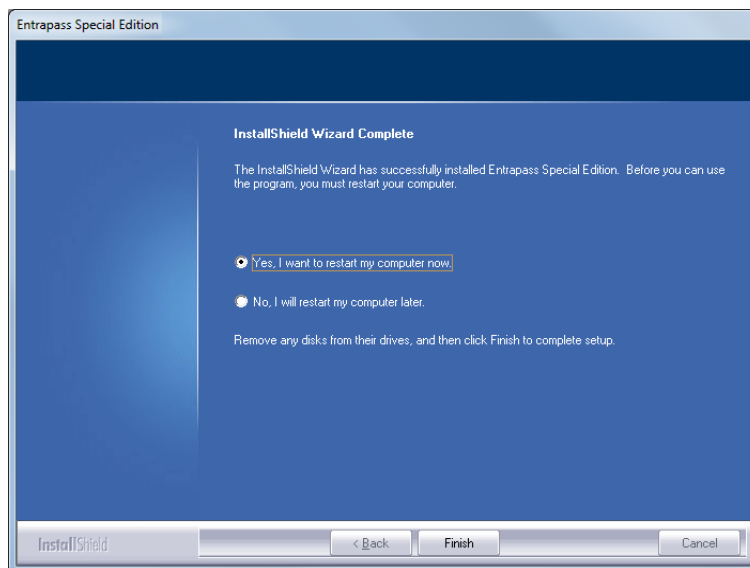 Entrapass Special Edition
InstallShield Wizard Complete
The InstallShield Wizard has successfully installed Entrapass Special Edition. Before you can use
the program, you must restart your computer.
Yes, I want to restart my computer now.
No, I will restart my computer later.
Remove any disks from their drives, and then click Finish to complete setup.
InstallShield
< Back
Finish
Cancel